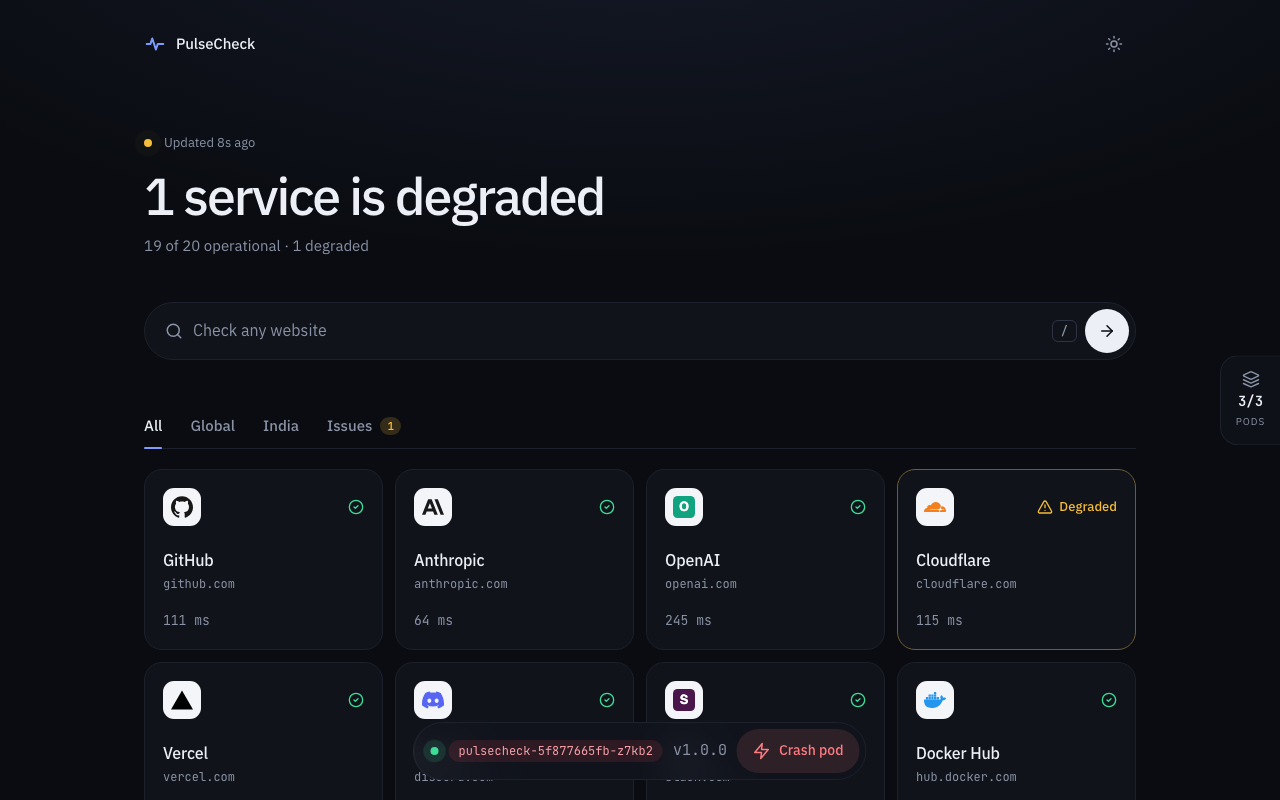 PulseCheck
Updated 8s ago
1 service is degraded
19 of 20 operational · 1 degraded
Check any website /
3/3
PODS
All Global India Issues 1
O Degraded
GitHub Anthropic OpenAI Cloudflare
github.com anthropic.com openai.com cloudflare.com
111 ms 64 ms 245 ms 115 ms
S
pulsecheck-5f877665fb-z7kb2 v1.0.0 Crash pod
Vercel Docker Hub
vercel.com hub.docker.com